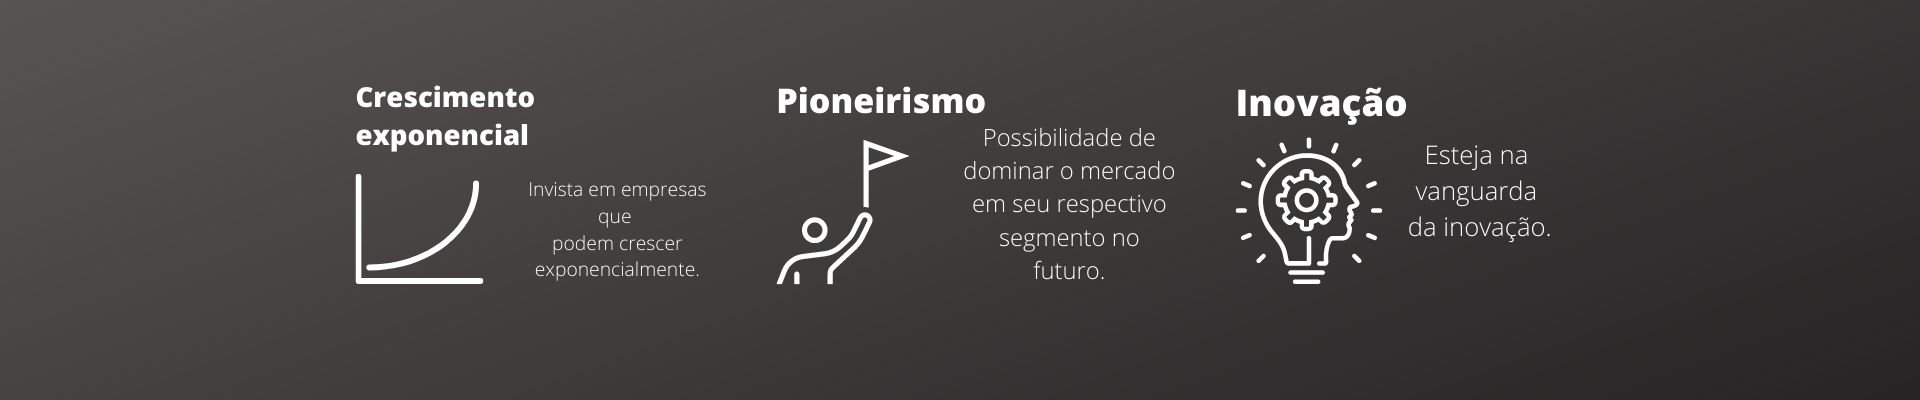 Crescimento
exponencial
Invista em empresas
que
podem crescer
exponencialmente.
Pioneirismo
Possibilidade de
dominar o mercado
em seu respectivo
segmento no
futuro.
Inovação
Esteja na
vanguarda
da inovação.